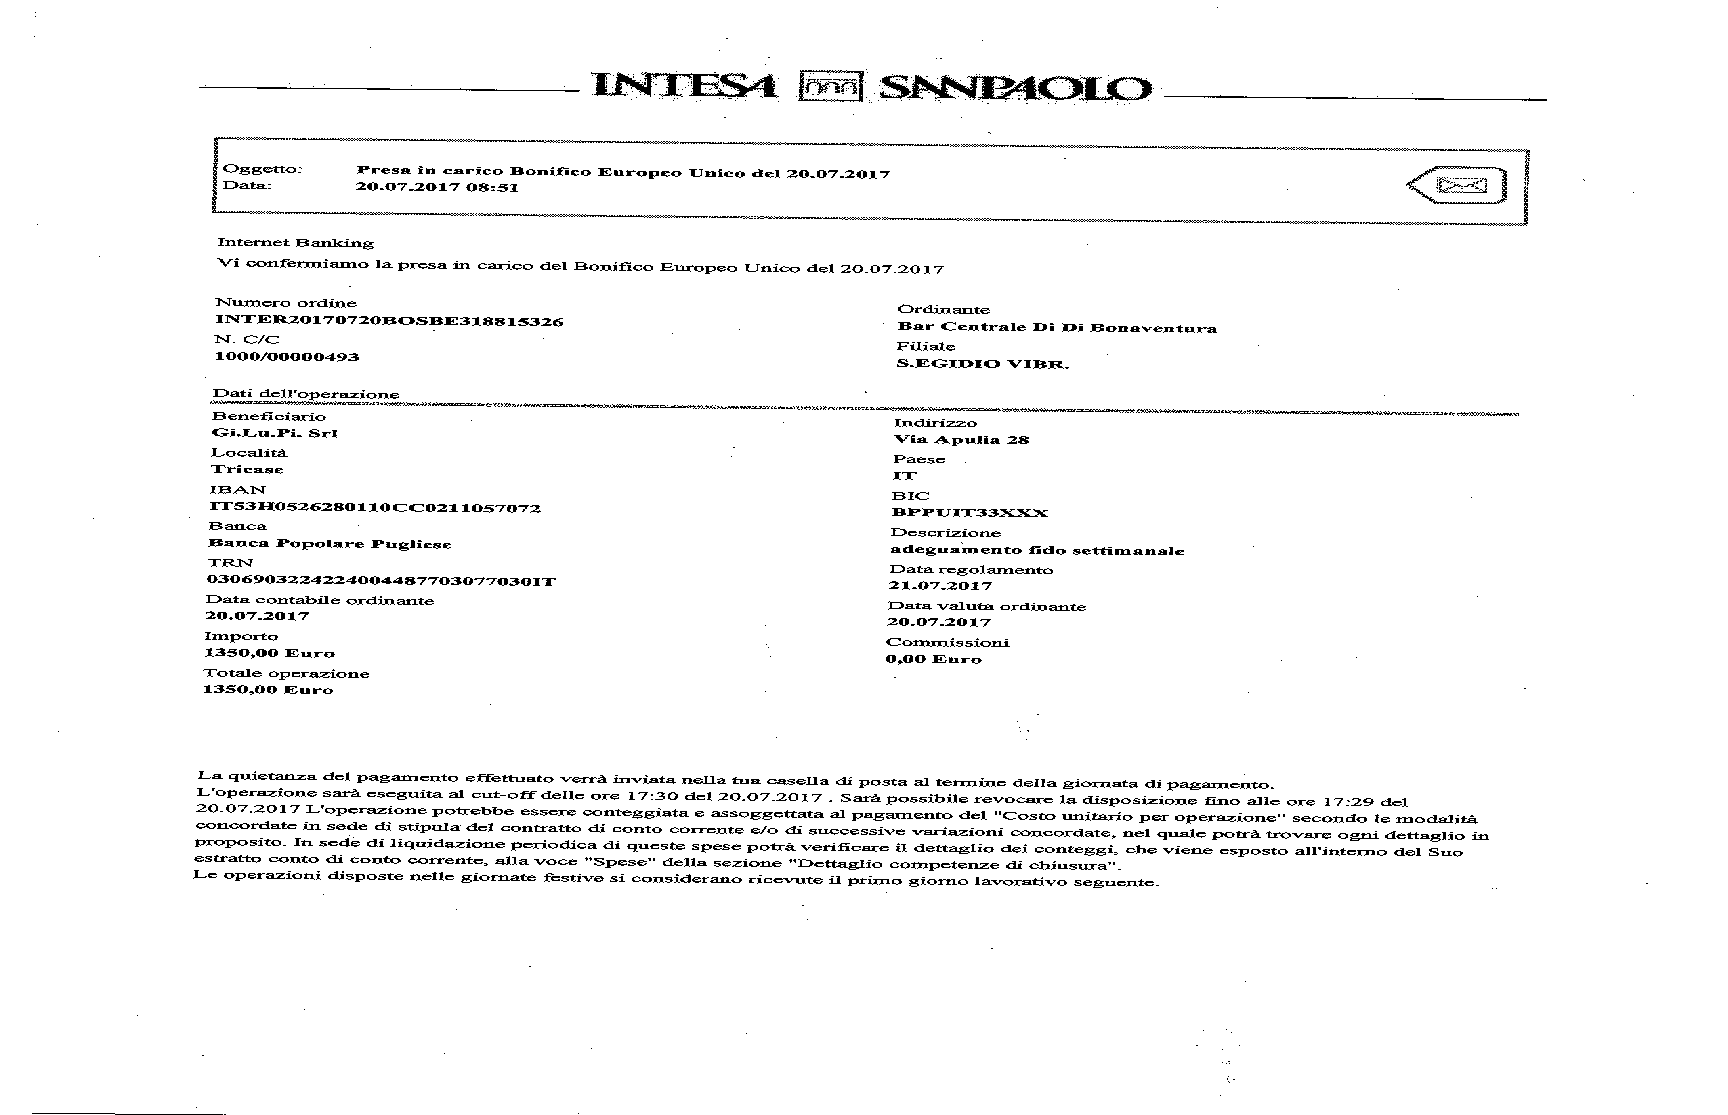 INTESA SANPAOLO
Oggetto: Presa in carico Bonifico Europeo Unico del 20.07.2017
Data: 20.07.2017 08:51
Internet Banking
Vi confermiamo la presa in carico del Bonifico Europeo Unico del 20.07.2017
Numero ordine
INTER20170720BOSBE318815326
N. C/C
1000/00000493
Ordinante
Bar Centrale Di Di Bonaventura
Filiale
S.EGIDIO VIBR.
Dati dell'operazione
Beneficiario
Gi.Lu.Pi. Srl
Località
Tricase
IBAN
IT53H0526280110CC0211057072
Banca
Banca Popolare Pugliese
TRN
030690322422240044877030770301T
Data contabile ordinante
20.07.2017
Importo
1350,00 Euro
Totale operazione
1350,00 Euro
Indirizzo
Via Apulia 28
Paese
IT
BIC
BPPUIT33XXX
Descrizione
adeguamento fido settimanale
Data regolamento
21.07.2017
Data valuta ordinante
20.07.2017
Commissioni
0,00 Euro
La quietanza del pagamento effettuato verrà inviata nella tua casella di posta al termine della giornata di pagamento.
L'operazione sarà eseguita al cut-off delle ore 17:30 del 20.07.2017 . Sarà possibile revocare la disposizione fino alle ore 17:29 del
20.07.2017 L'operazione potrebbe essere conteggiata e assoggettata al pagamento del "Costo unitario per operazione" secondo le modalità
concordate in sede di stipula del contratto di conto corrente e/o di successive variazioni concordate, nel quale potrà trovare ogni dettaglio in
proposito. In sede di liquidazione periodica di queste spese potrà verificare il dettaglio dei conteggi, che viene esposto all'interno del Suo
estratto conto di conto corrente, alla voce "Spese" della sezione "Dettaglio competenze di chiusura".
Le operazioni disposte nelle giornate festive si considerano ricevute il primo giorno lavorativo seguente.